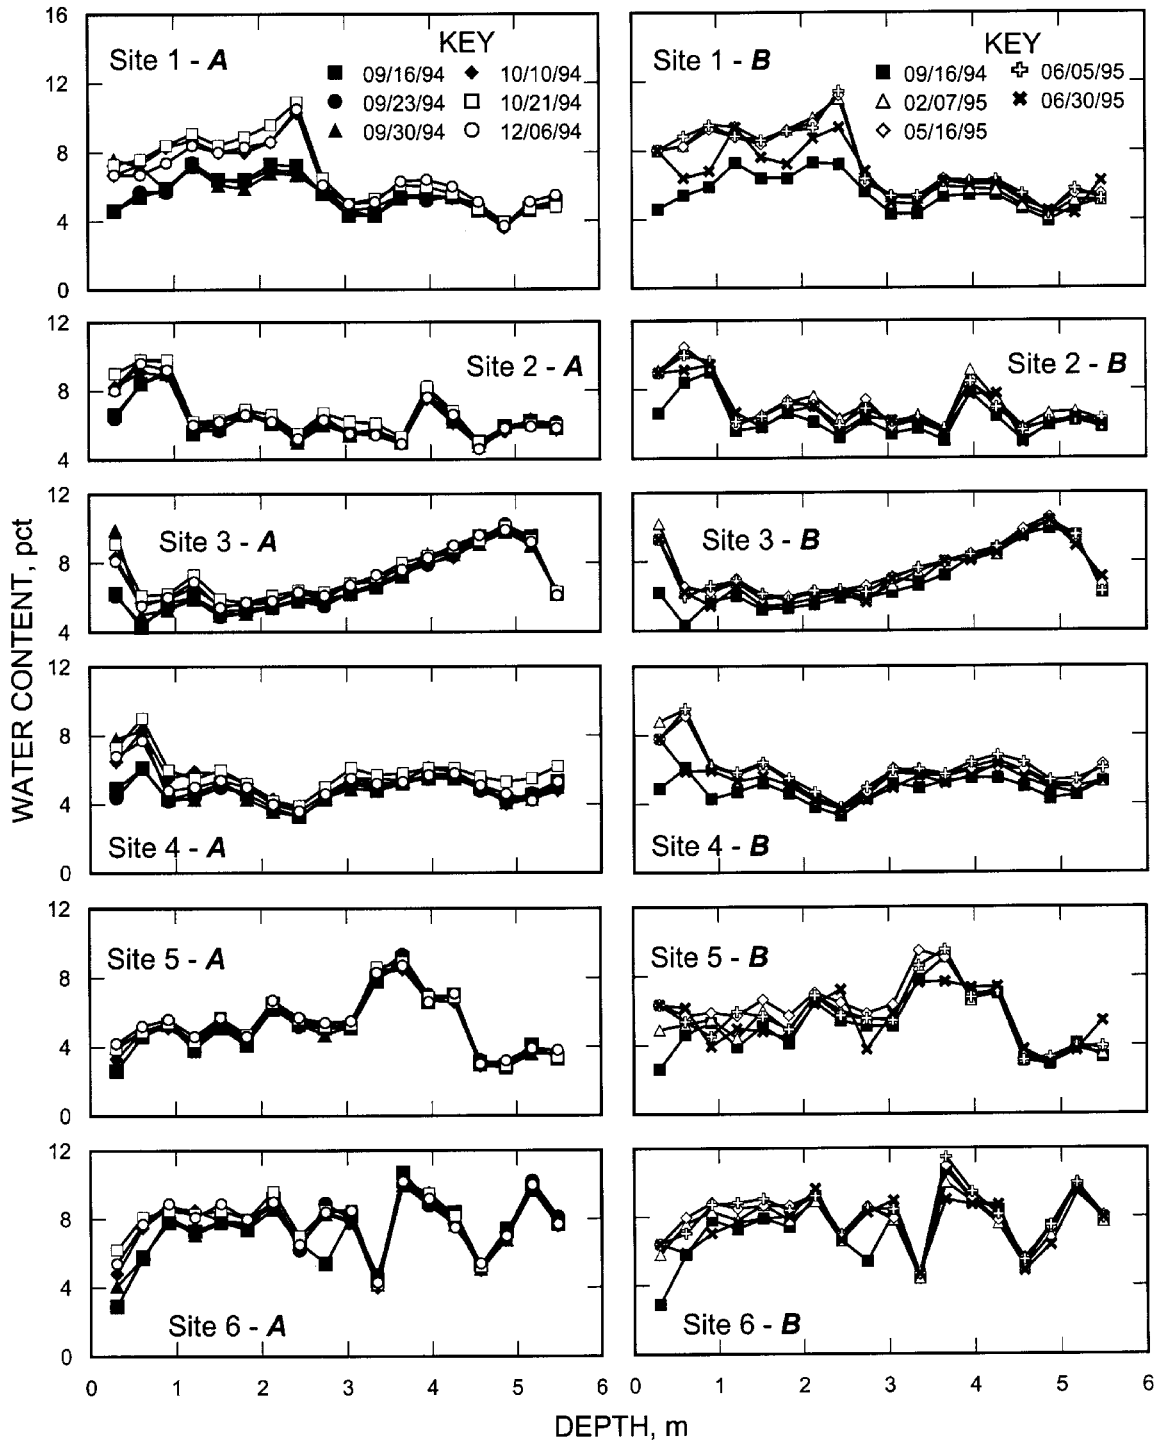 16
12
8
4
0
Site 1 - A
KEY
09/16/94
10/10/94
09/23/94
10/21/94
09/30/94
12/06/94
Site 1 - B
KEY
09/16/94
06/05/95
02/07/95
06/30/95
05/16/95
12
8
4
Site 2 - A
Site 2 - B
12
8
4
Site 3 - A
Site 3 - B
12
8
4
0
Site 4 - A
Site 4 - B
12
8
4
0
Site 5 - A
Site 5 - B
12
8
4
0
Site 6 - A
Site 6 - B
0 1 2 3 4 5 6
0 1 2 3 4 5 6
WATER CONTENT, pct
DEPTH, m